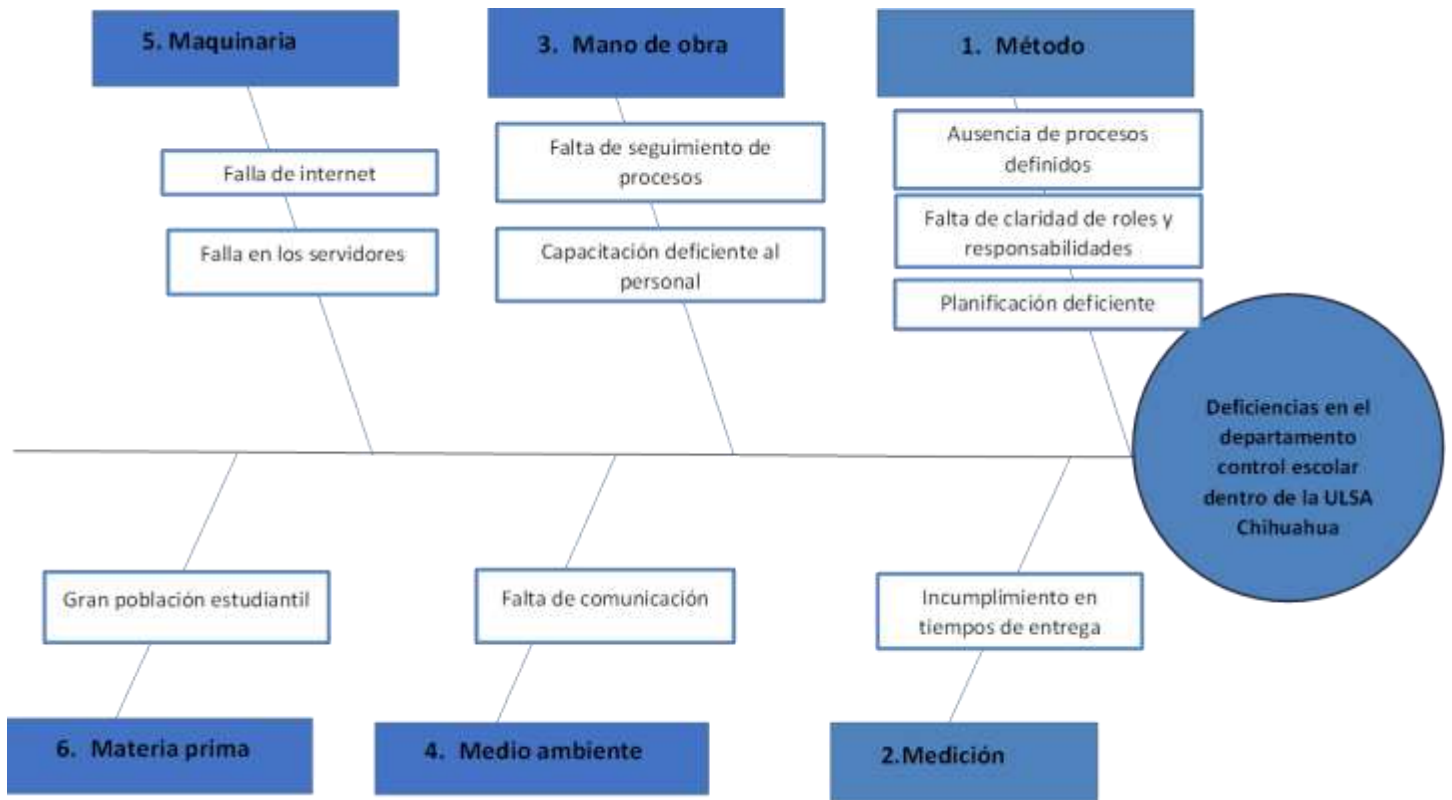 5. Maquinaria
3. Mano de obra
1. Método
Falla de internet
Falla en los servidores
Falta de seguimiento de
procesos
Capacitación deficiente al
personal
Ausencia de procesos
definidos
Falta de claridad de roles y
responsabilidades
Planificación deficiente
Deficiencias en el
departamento
control escolar
dentro de la ULSA
Chihuahua
Gran población estudiantil
Falta de comunicación
Incumplimiento en
tiempos de entrega
6. Materia prima
4. Medio ambiente
2.Medición